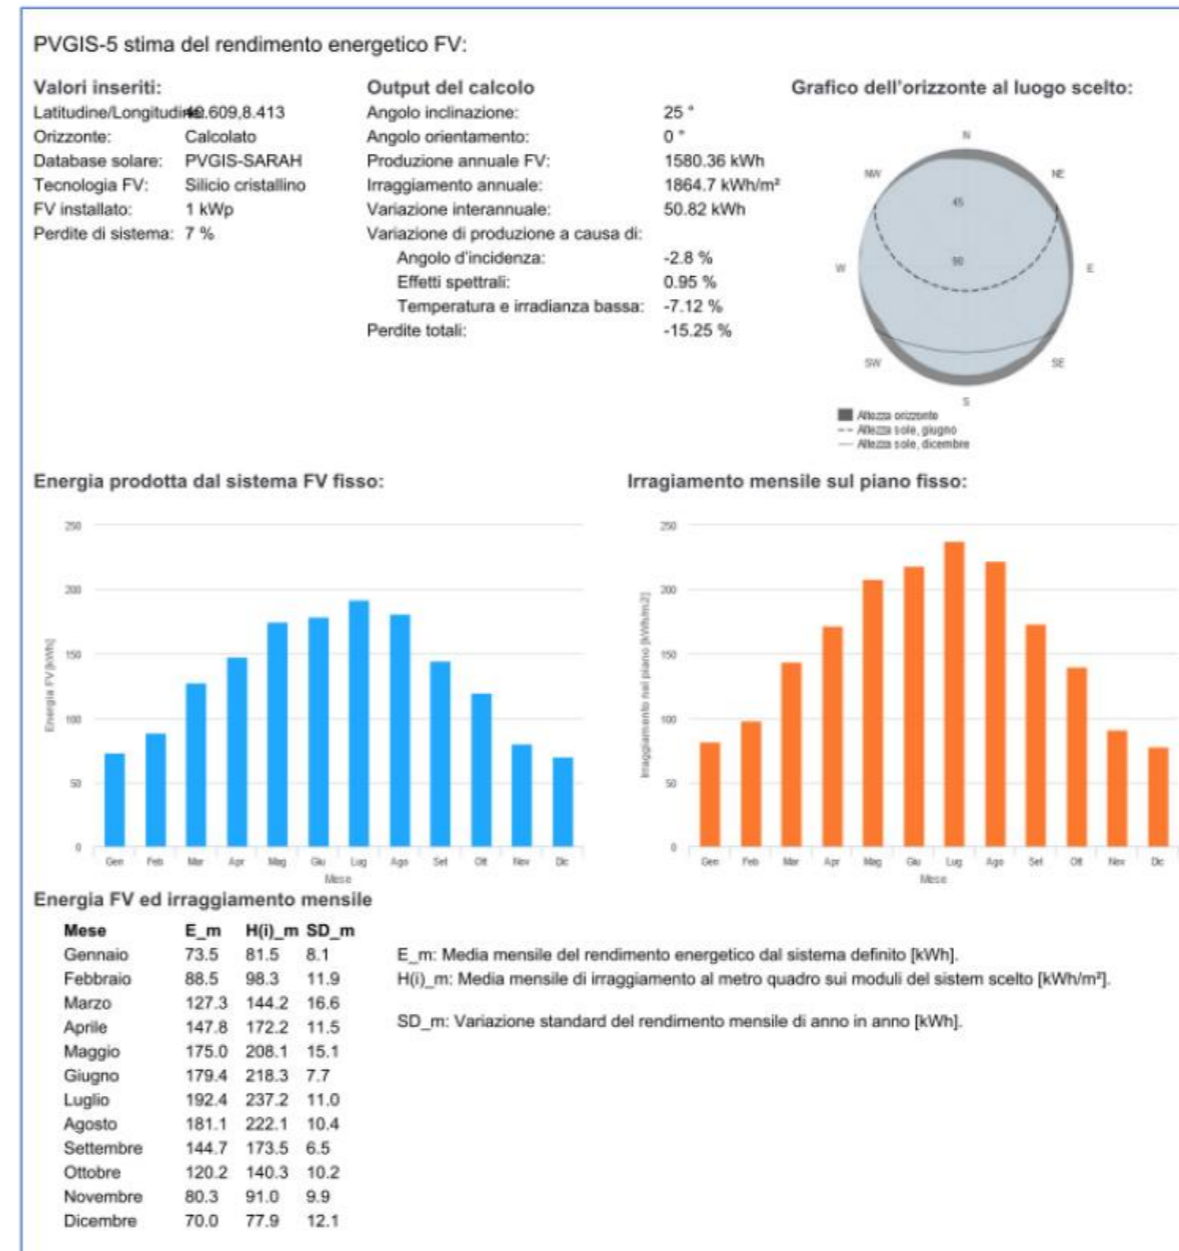 PVGIS-5 stima del rendimento energetico FV:
Valori inseriti:
Latitudine/Longitudine: .609,8.413
Orizzonte: Calcolato
Database solare: PVGIS-SARAH
Tecnologia FV: Silicio cristallino
FV installato: 1 kWp
Perdite di sistema: 7 %
Output del calcolo
Angolo inclinazione: 25 °
Angolo orientamento: 0 °
Produzione annuale FV: 1580.36 kWh
Irraggiamento annuale: 1864.7 kWh/m²
Variazione interannuale: 50.82 kWh
Variazione di produzione a causa di:
Angolo d'incidenza: -2.8 %
Effetti spettrali: 0.95 %
Temperatura e irradianza bassa: -7.12 %
Perdite totali: -15.25 %
Grafico dell'orizzonte al luogo scelto:
N
NW NE
45
90
W E
SW SE
S
Altezza orizzonte
Altezza sole, giugno
Altezza sole, dicembre
Energia prodotta dal sistema FV fisso:
250
200
150
100
50
0
Energia FV [kWh]
Gen Feb Mar Apr Mag Giu Lug Ago Set Ott Nov Dic
Mese
Irragiamento mensile sul piano fisso:
250
200
150
100
50
0
Irraggiamento nel piano [kWh/m2]
Gen Feb Mar Apr Mag Giu Lug Ago Set Ott Nov Dic
Mese
Energia FV ed irraggiamento mensile
Mese E_m H(i)_m SD_m
Gennaio 73.5 81.5 8.1
Febbraio 88.5 98.3 11.9
Marzo 127.3 144.2 16.6
Aprile 147.8 172.2 11.5
Maggio 175.0 208.1 15.1
Giugno 179.4 218.3 7.7
Luglio 192.4 237.2 11.0
Agosto 181.1 222.1 10.4
Settembre 144.7 173.5 6.5
Ottobre 120.2 140.3 10.2
Novembre 80.3 91.0 9.9
Dicembre 70.0 77.9 12.1
E_m: Media mensile del rendimento energetico dal sistema definito [kWh].
H(i)_m: Media mensile di irraggiamento al metro quadro sui moduli del sistem scelto [kWh/m²].
SD_m: Variazione standard del rendimento mensile di anno in anno [kWh].